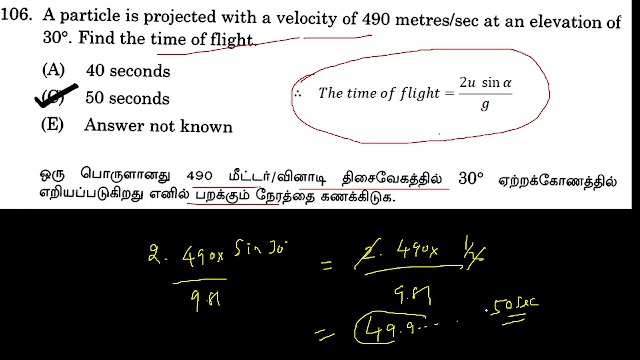 106. A particle is projected with a velocity of 490 metres/sec at an elevation of
30°. Find the time of flight.
(A) 40 seconds
(C) 50 seconds
(E) Answer not known
∴ The time of flight = 2u sin α / g
ஒரு பொருளானது 490 மீட்டர்/வினாடி திசைவேகத்தில் 30° ஏற்றக்கோணத்தில்
எறியப்படுகிறது எனில் பறக்கும் நேரத்தை கணக்கிடுக.
2. 490x sin 30° / 9.81 = 2. 490x 1/2 / 9.81
= 49.9... . 50 sec